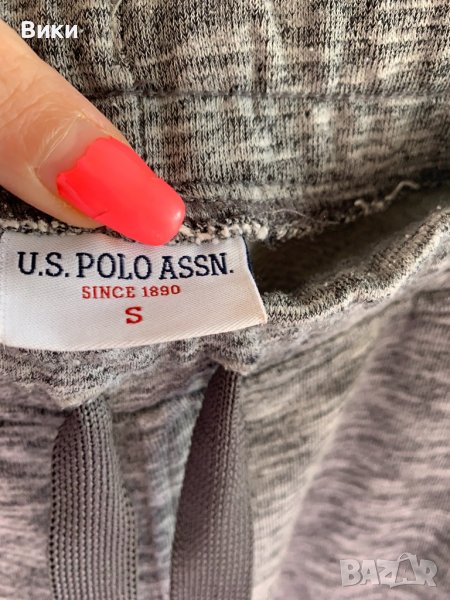 Вики
U.S. POLO ASSN.
SINCE 1890
S
BAZAR